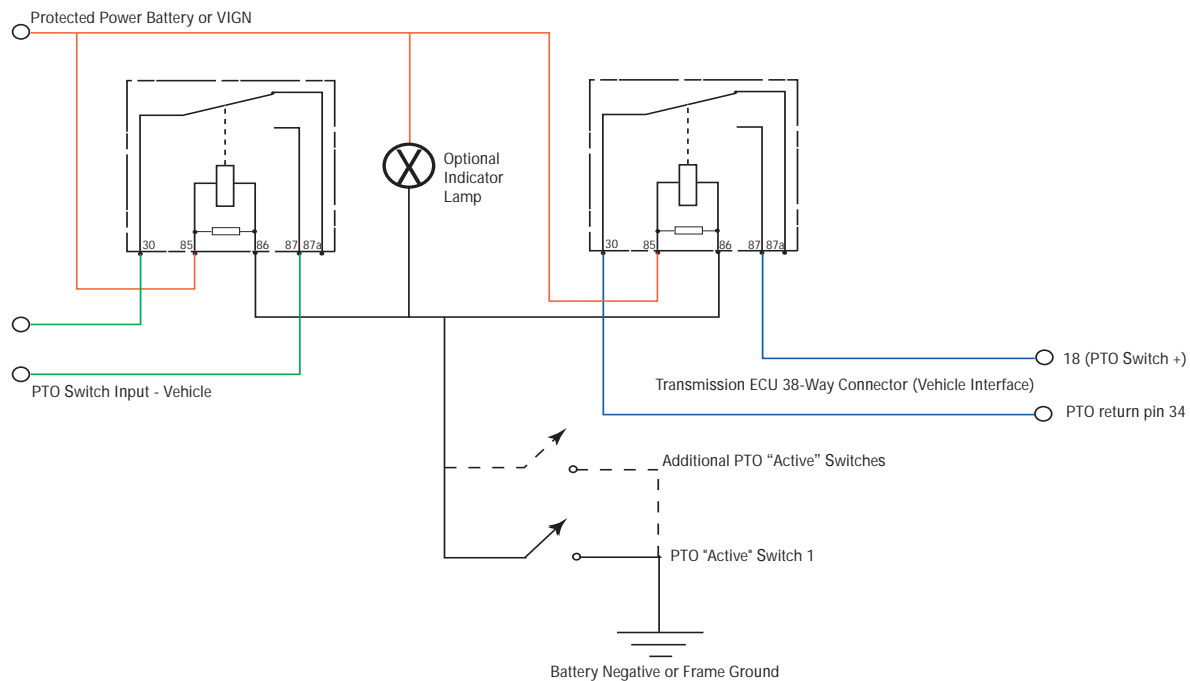 Protected Power Battery or VIGN
Optional
Indicator
Lamp
30 85 86 87 87a
30 85 86 87 87a
18 (PTO Switch +)
PTO Switch Input - Vehicle
Transmission ECU 38-Way Connector (Vehicle Interface)
PTO return pin 34
Additional PTO “Active” Switches
PTO "Active" Switch 1
Battery Negative or Frame Ground